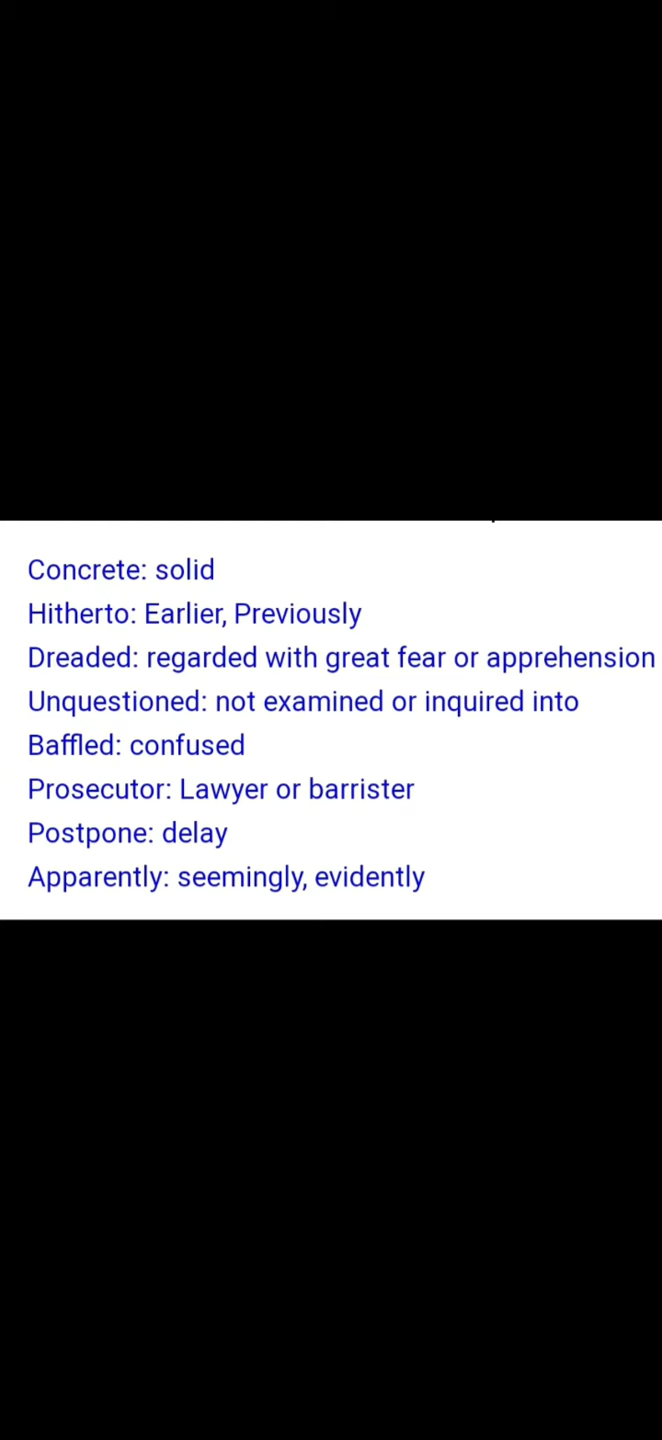 Concrete: solid
Hitherto: Earlier, Previously
Dreaded: regarded with great fear or apprehension
Unquestioned: not examined or inquired into
Baffled: confused
Prosecutor: Lawyer or barrister
Postpone: delay
Apparently: seemingly, evidently